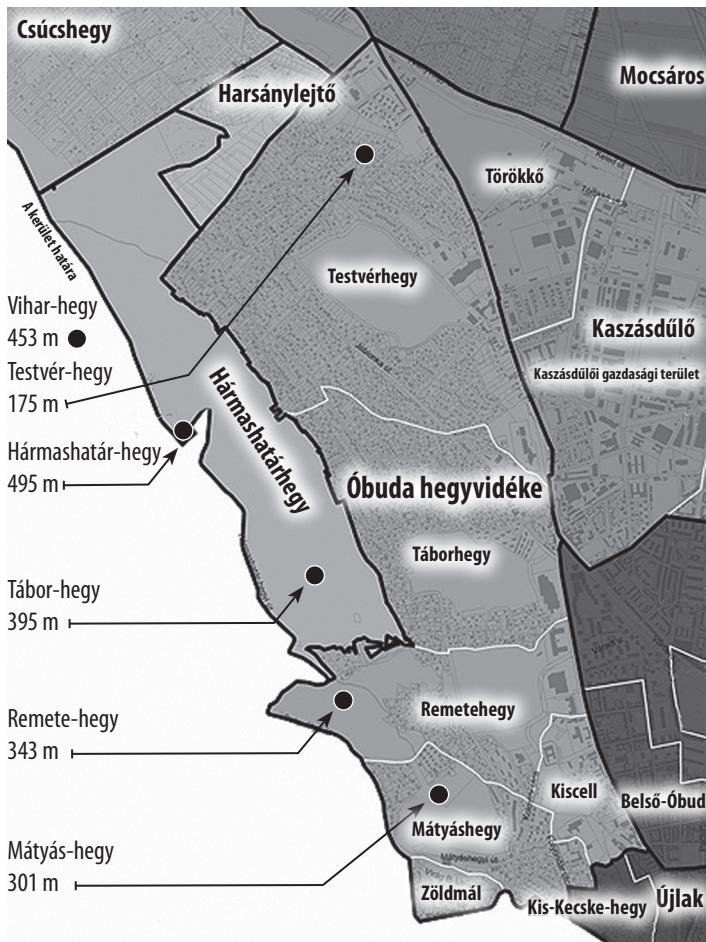 Csúcshegy
Harsánylejtő
Mocsáros
Törökkő
A kerület határa
Testvérhegy
Vihar-hegy
453 m
Kaszásdűlő
Testvér-hegy
175 m
Kaszásdűlői gazdasági terület
Hármashatárhegy
Hármashatár-hegy
495 m
Óbuda hegyvidéke
Táborhegy
Tábor-hegy
395 m
Remetehegy
Remete-hegy
343 m
Kiscell
Belső-Óbud
Mátyáshegy
Mátyás-hegy
301 m
Mátyáshegyi út
Zöldmál
Kis-Kecske-hegy
Újlak